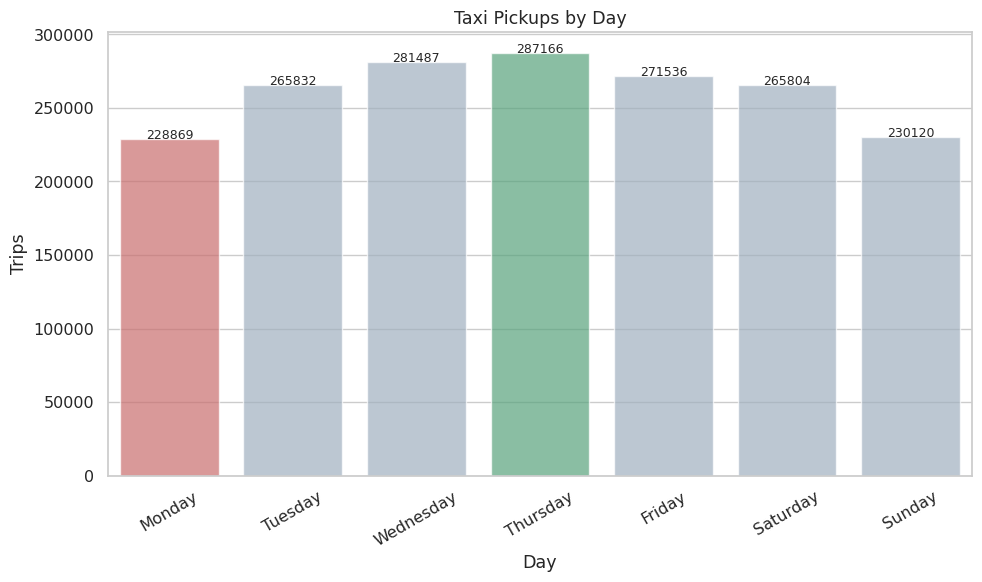 Taxi Pickups by Day
Trips
300000
250000
200000
150000
100000
50000
0
228869
265832
281487
287166
271536
265804
230120
Monday
Tuesday
Wednesday
Thursday
Friday
Saturday
Sunday
Day